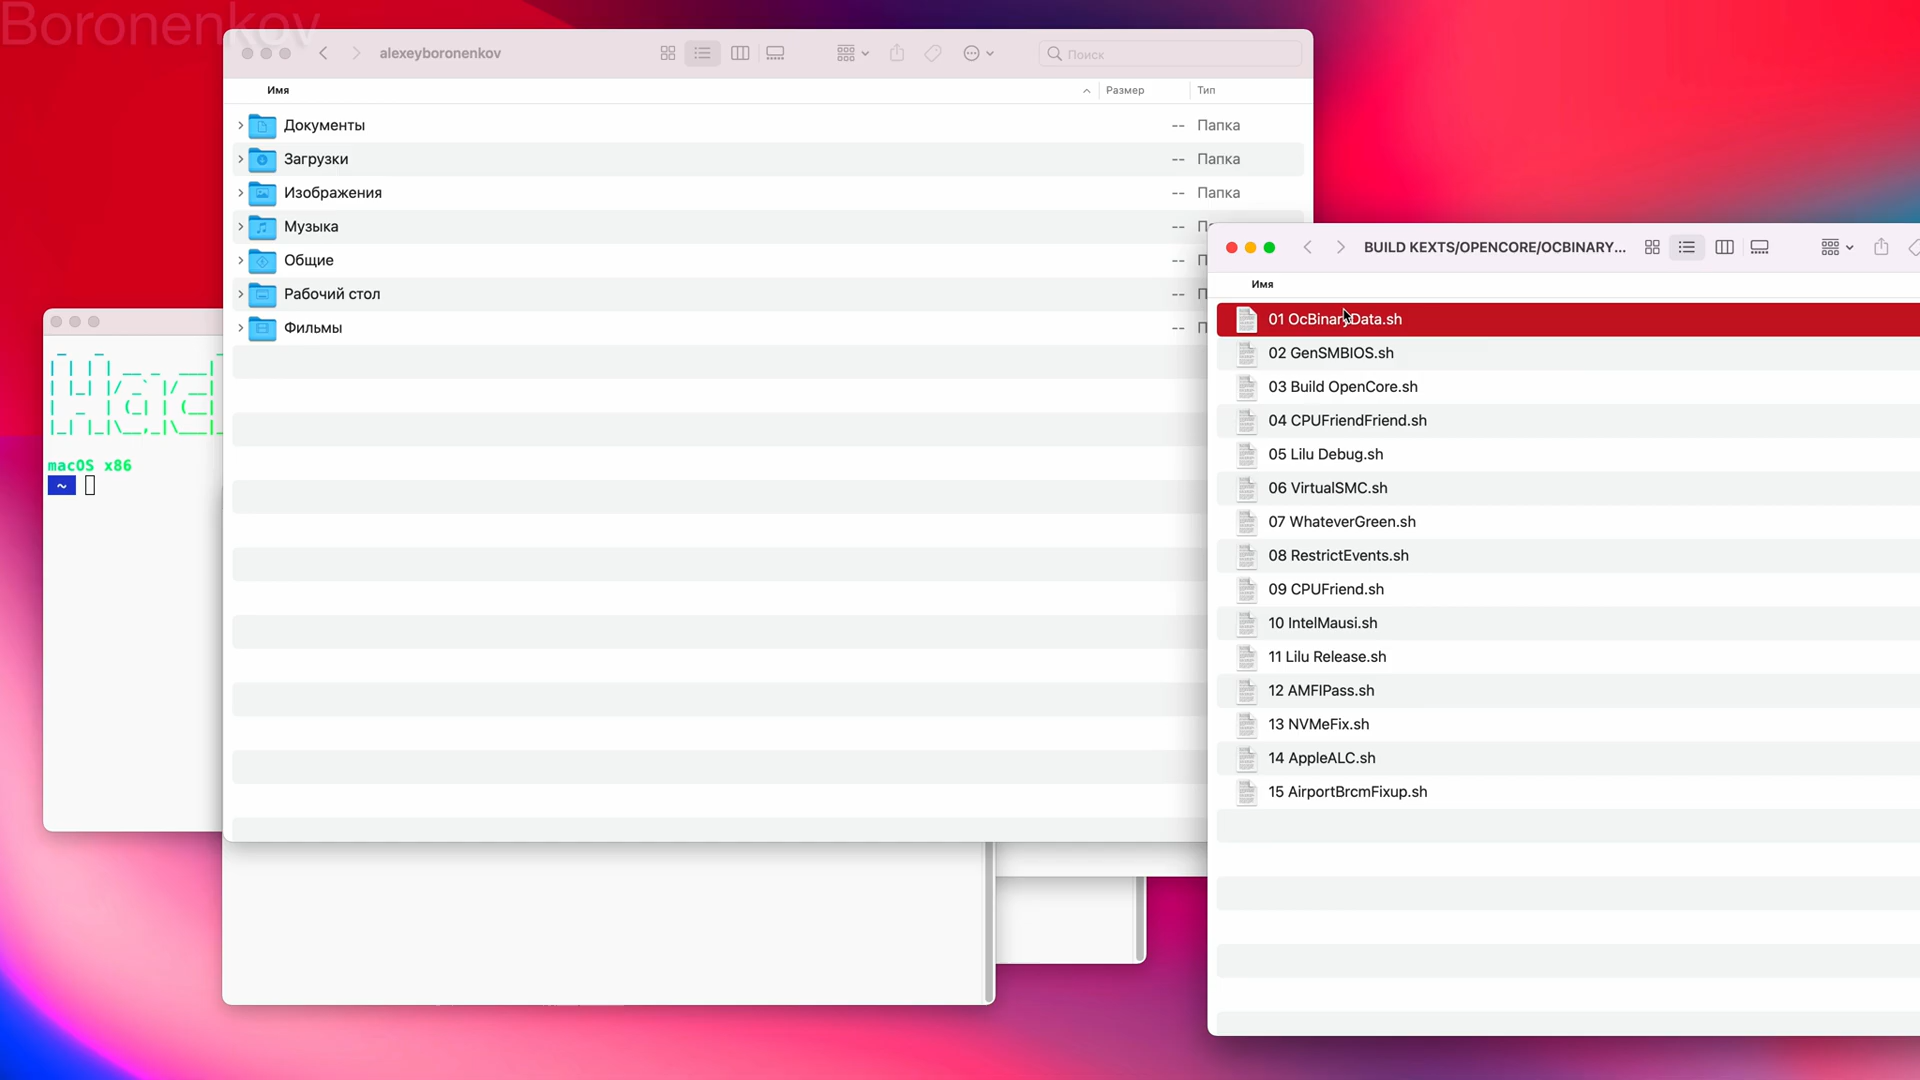 Boronenkov
alexeyboronenkov
Поиск
Имя
Размер
Тип
Документы
--
Папка
Загрузки
--
Папка
Изображения
--
Папка
Музыка
--
Общие
--
Рабочий стол
--
Фильмы
--
macOS x86
~
BUILD KEXTS/OPENCORE/OCBINARY...
Имя
01 OcBinaryData.sh
02 GenSMBIOS.sh
03 Build OpenCore.sh
04 CPUFriendFriend.sh
05 Lilu Debug.sh
06 VirtualSMC.sh
07 WhateverGreen.sh
08 RestrictEvents.sh
09 CPUFriend.sh
10 IntelMausi.sh
11 Lilu Release.sh
12 AMFIPass.sh
13 NVMeFix.sh
14 AppleALC.sh
15 AirportBrcmFixup.sh